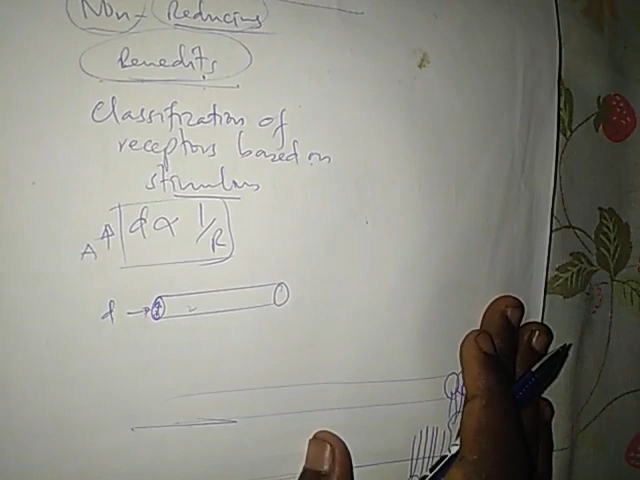 Non-Reducing
Benedits
Classification of
receptors based on
stimulus
A↑ d ∝ 1/R
d →